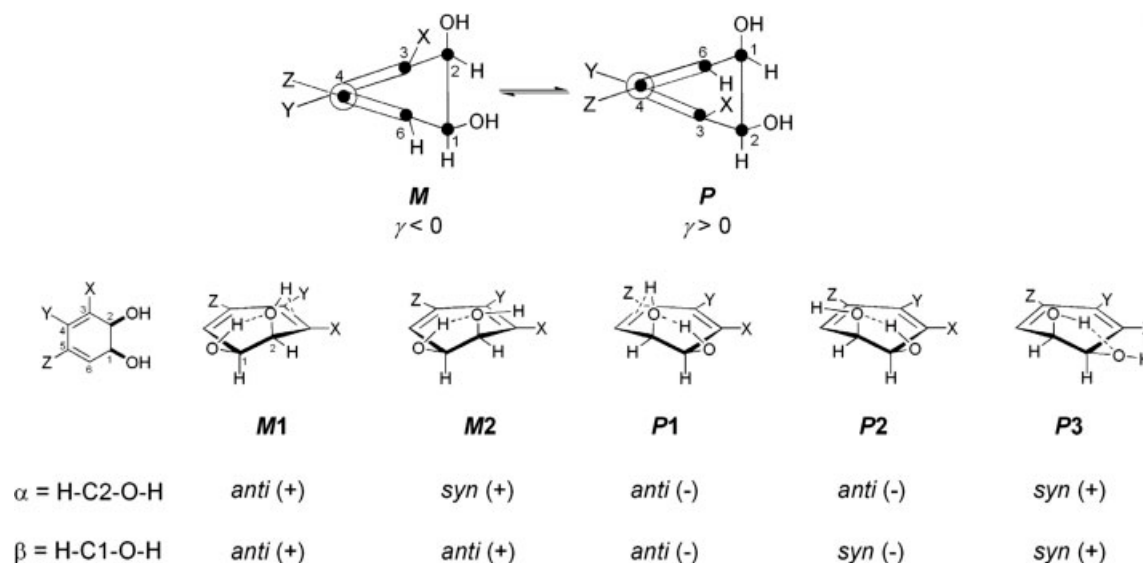 OH
X
3
2
H
Z
4
Y
6
1
OH
H
H
M
γ < 0
OH
6
1
H
H
Y
4
Z
X
3
2
OH
H
P
γ > 0
X
Y
3
2
OH
4
5
Z
6
1
OH
Z
H
Y
H
O
X
O
1
2
H
H
M1
Z
Y
H
O
H
X
O
H
H
M2
Z
H
Y
O
H
X
O
H
H
P1
Z
Y
H
O
H
X
O
H
H
P2
Z
Y
O
H
X
O
H
H
H
P3
α = H-C2-O-H anti (+) syn (+) anti (-) anti (-) syn (+)
β = H-C1-O-H anti (+) anti (+) anti (-) syn (-) syn (+)